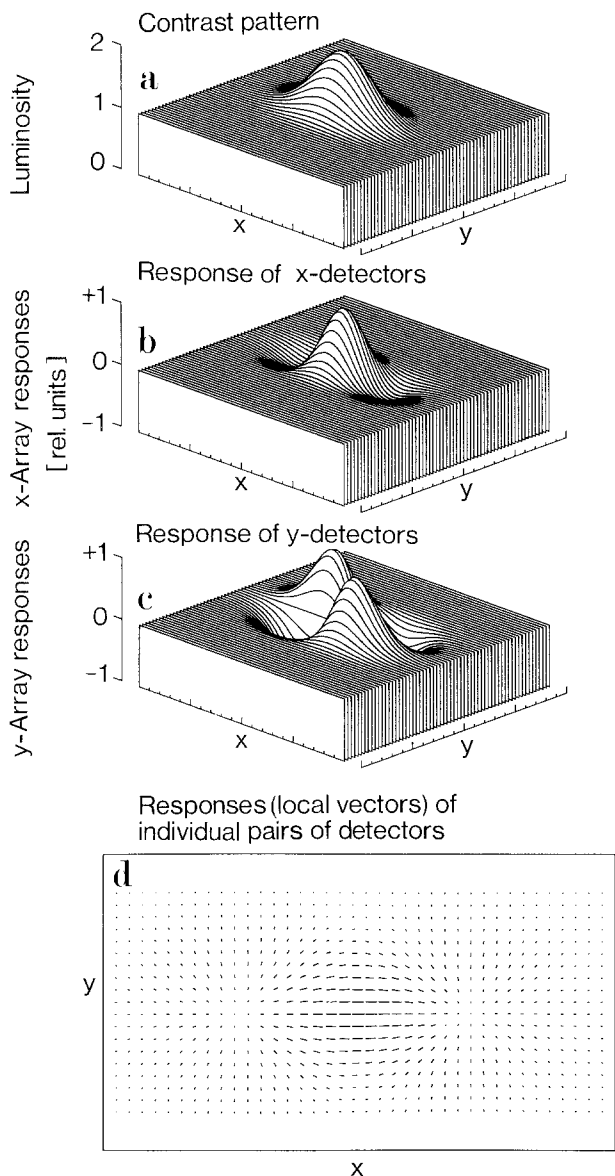 Contrast pattern
a
2
1
0
Luminosity
x
y
Response of x-detectors
b
+1
0
−1
x-Array responses
[ rel. units ]
x
y
Response of y-detectors
c
+1
0
−1
y-Array responses
x
y
Responses (local vectors) of
individual pairs of detectors
d
y
x